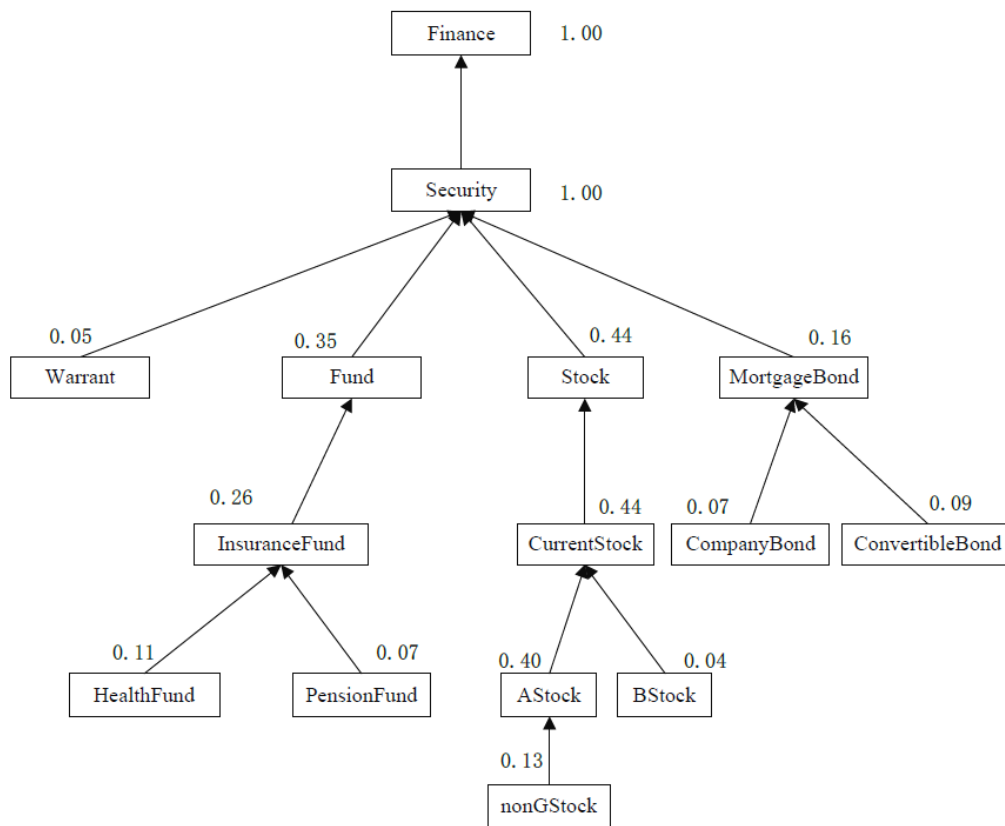 Finance 1.00
Security 1.00
0.05 0.35 0.44 0.16
Warrant Fund Stock MortgageBond
0.26 0.44 0.07 0.09
InsuranceFund CurrentStock CompanyBond ConvertibleBond
0.11 0.07 0.40 0.04
HealthFund PensionFund AStock BStock
0.13
nonGStock